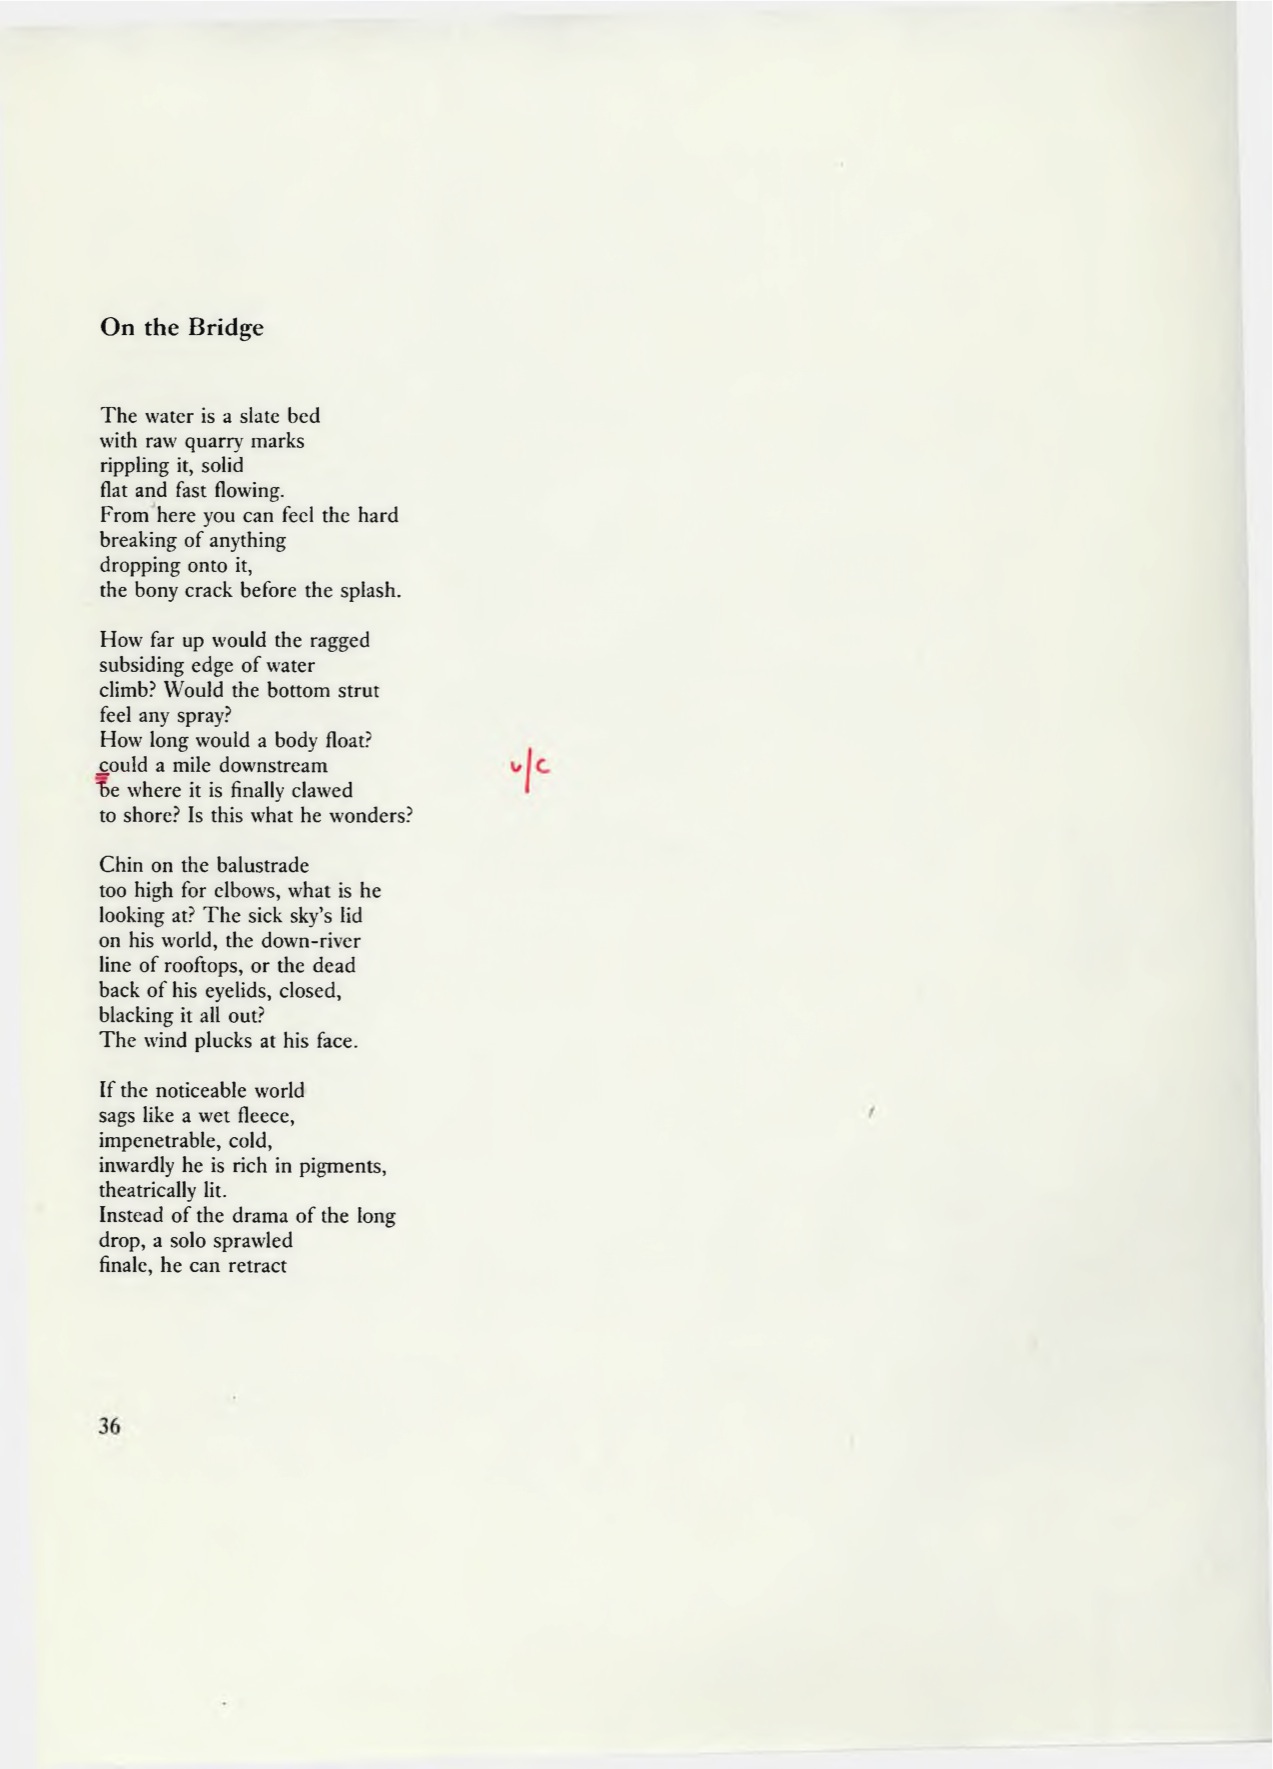 On the Bridge
The water is a slate bed
with raw quarry marks
rippling it, solid
flat and fast flowing.
From here you can feel the hard
breaking of anything
dropping onto it,
the bony crack before the splash.
How far up would the ragged
subsiding edge of water
climb? Would the bottom strut
feel any spray?
How long would a body float?
could a mile downstream u/c
be where it is finally clawed
to shore? Is this what he wonders?
Chin on the balustrade
too high for elbows, what is he
looking at? The sick sky's lid
on his world, the down-river
line of rooftops, or the dead
back of his eyelids, closed,
blacking it all out?
The wind plucks at his face.
If the noticeable world
sags like a wet fleece,
impenetrable, cold,
inwardly he is rich in pigments,
theatrically lit.
Instead of the drama of the long
drop, a solo sprawled
finale, he can retract
36